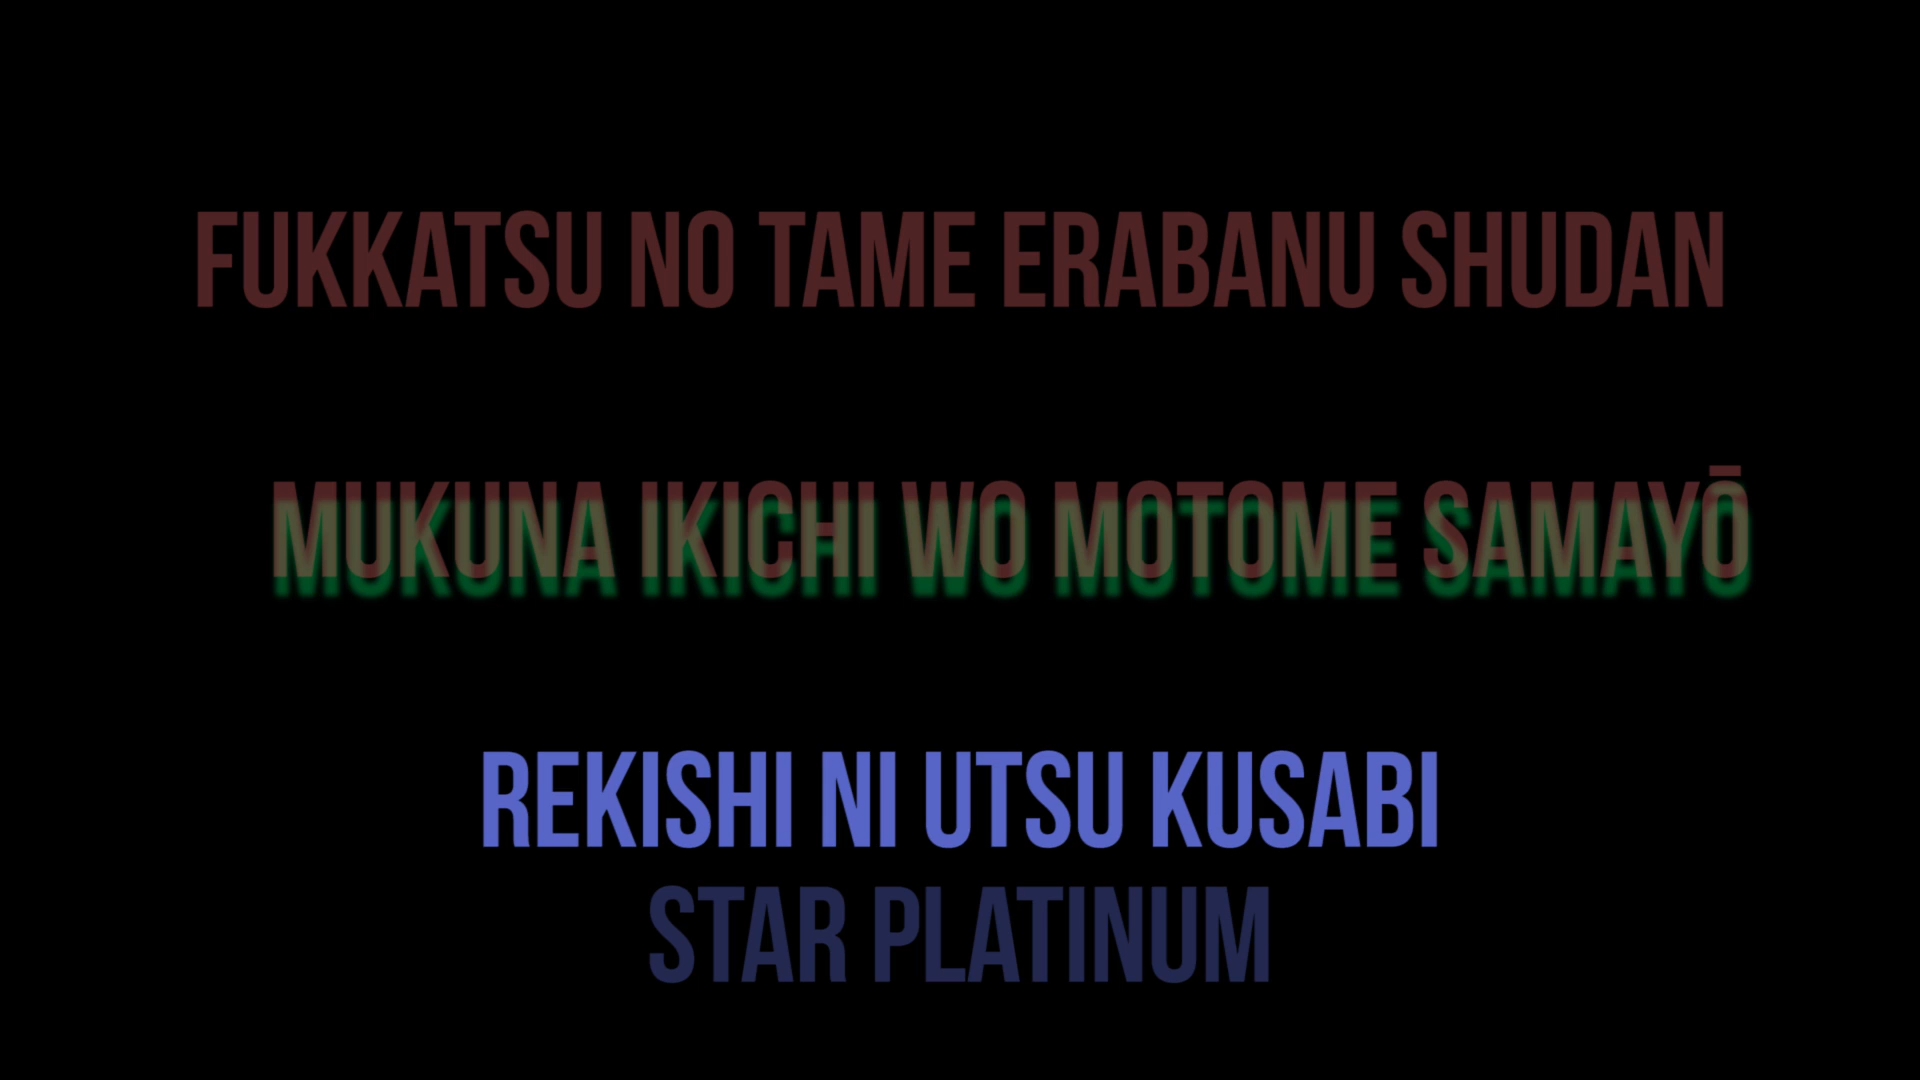 FUKKATSU NO TAME ERABANU SHUDAN
MUKUNA IKICHI WO MOTOME SAMAYŌ
REKISHI NI UTSU KUSABI
STAR PLATINUM